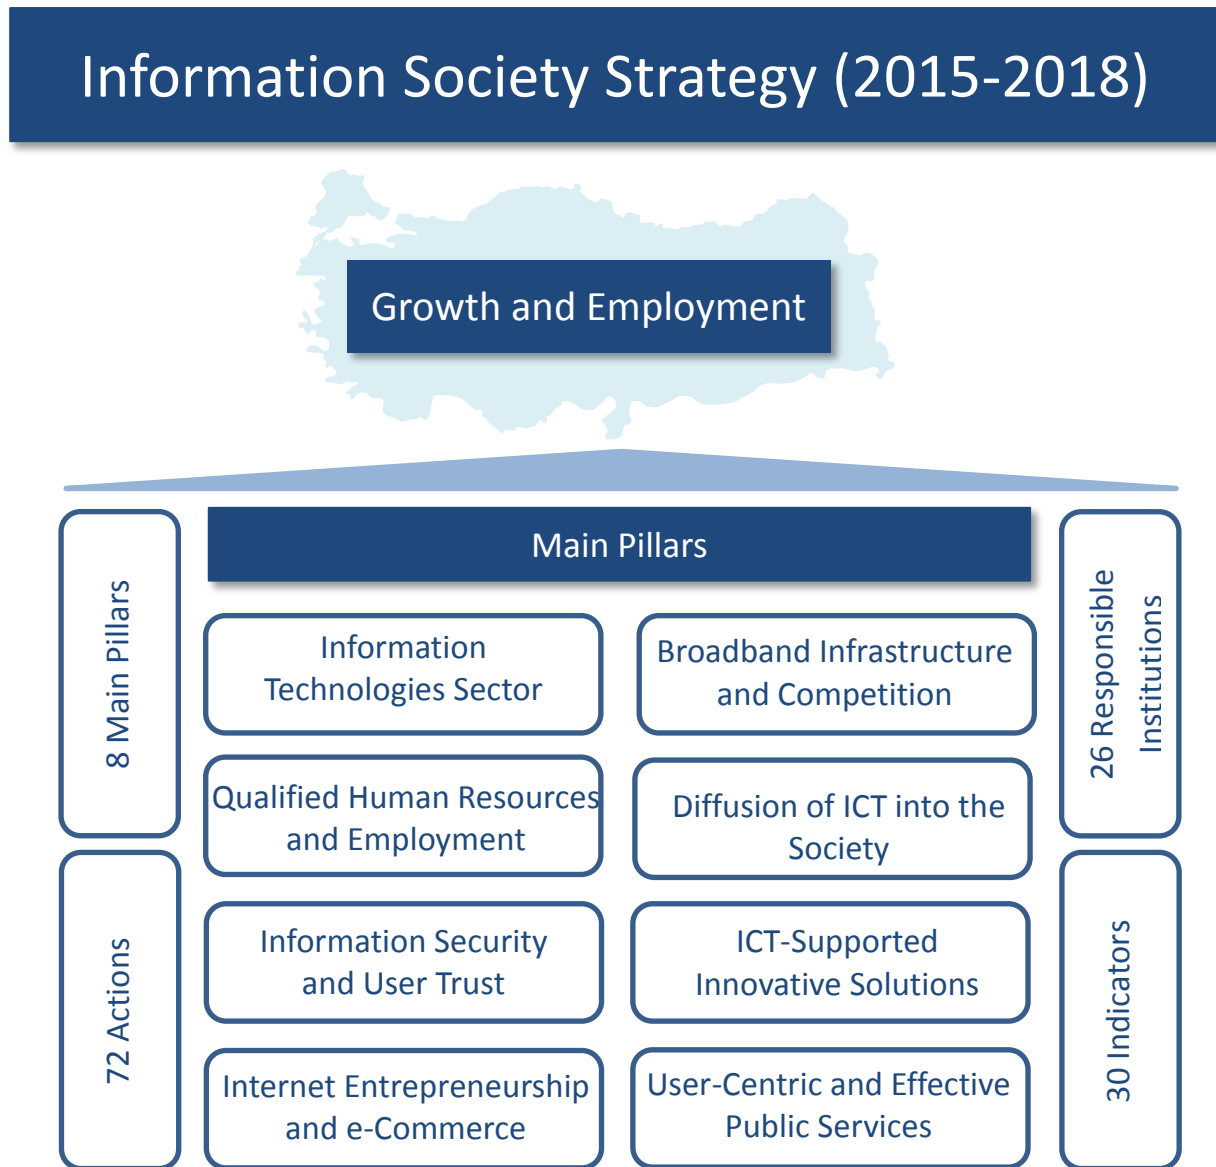 Information Society Strategy (2015-2018)
Growth and Employment
Main Pillars
8 Main Pillars
72 Actions
Information
Technologies Sector
Broadband Infrastructure
and Competition
Qualified Human Resources
and Employment
Diffusion of ICT into the
Society
Information Security
and User Trust
ICT-Supported
Innovative Solutions
Internet Entrepreneurship
and e-Commerce
User-Centric and Effective
Public Services
26 Responsible
Institutions
30 Indicators